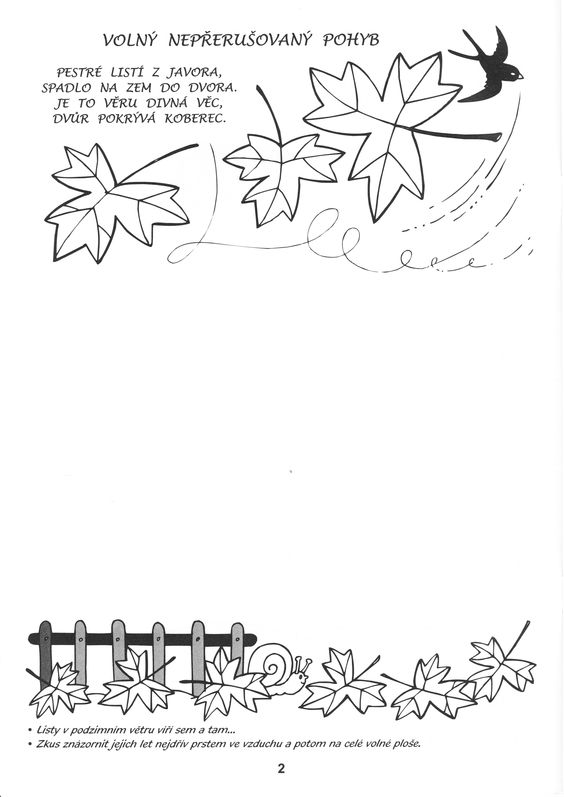 VOLNÝ NEPŘERUŠOVANÝ POHYB
PESTRÉ LISTÍ Z JAVORA,
SPADLO NA ZEM DO DVORA.
JE TO VĚRU DIVNÁ VĚC,
DVŮR POKRÝVÁ KOBEREC.
• Listy v podzimním větru víří sem a tam...
• Zkus znázornit jejich let nejdřív prstem ve vzduchu a potom na celé volné ploše.
2